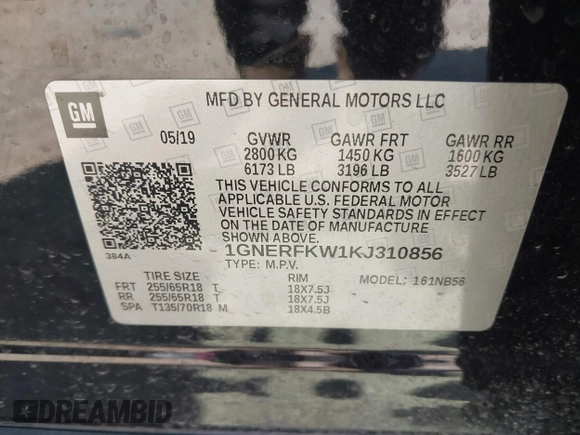 GM
MFD BY GENERAL MOTORS LLC
05/19 GVWR GAWR FRT GAWR RR
2800 KG 1450 KG 1600 KG
6173 LB 3196 LB 3527 LB
THIS VEHICLE CONFORMS TO ALL
APPLICABLE U.S. FEDERAL MOTOR
VEHICLE SAFETY STANDARDS IN EFFECT
ON THE DATE OF MANUFACTURE
SHOWN ABOVE.
384A
1GNERFKW1KJ310856
TYPE: M.P.V. MODEL: 161NB56
TIRE SIZE RIM
FRT 255/65R18 T 18X7.5J
RR 255/65R18 T 18X7.5J
SPA T135/70R18 M 18X4.5B
DREAMBID